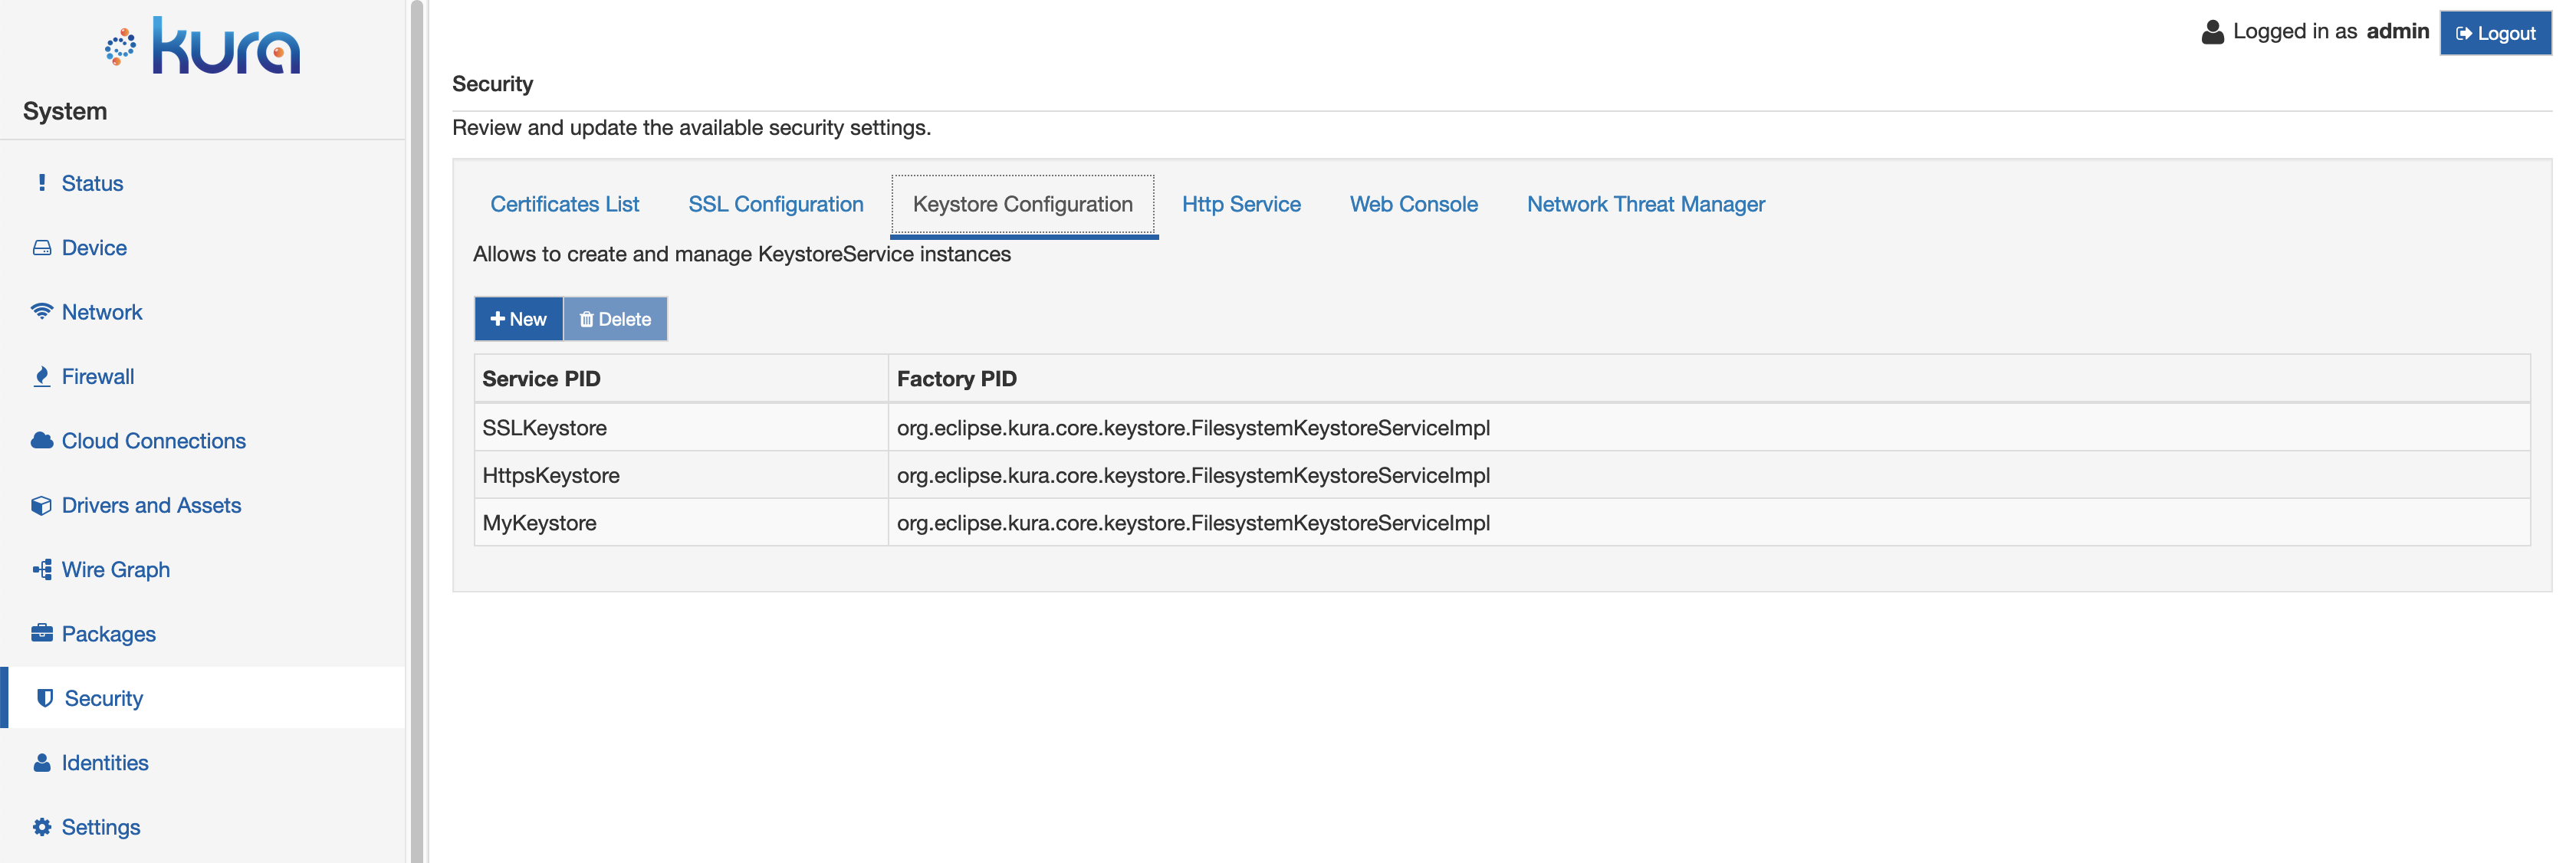 kura
System
Status
Device
Network
Firewall
Cloud Connections
Drivers and Assets
Wire Graph
Packages
Security
Identities
Settings
Logged in as admin
Logout
Security
Review and update the available security settings.
Certificates List SSL Configuration Keystore Configuration Http Service Web Console Network Threat Manager
Allows to create and manage KeystoreService instances
New Delete
Service PID Factory PID
SSLKeystore org.eclipse.kura.core.keystore.FilesystemKeystoreServiceImpl
HttpsKeystore org.eclipse.kura.core.keystore.FilesystemKeystoreServiceImpl
MyKeystore org.eclipse.kura.core.keystore.FilesystemKeystoreServiceImpl